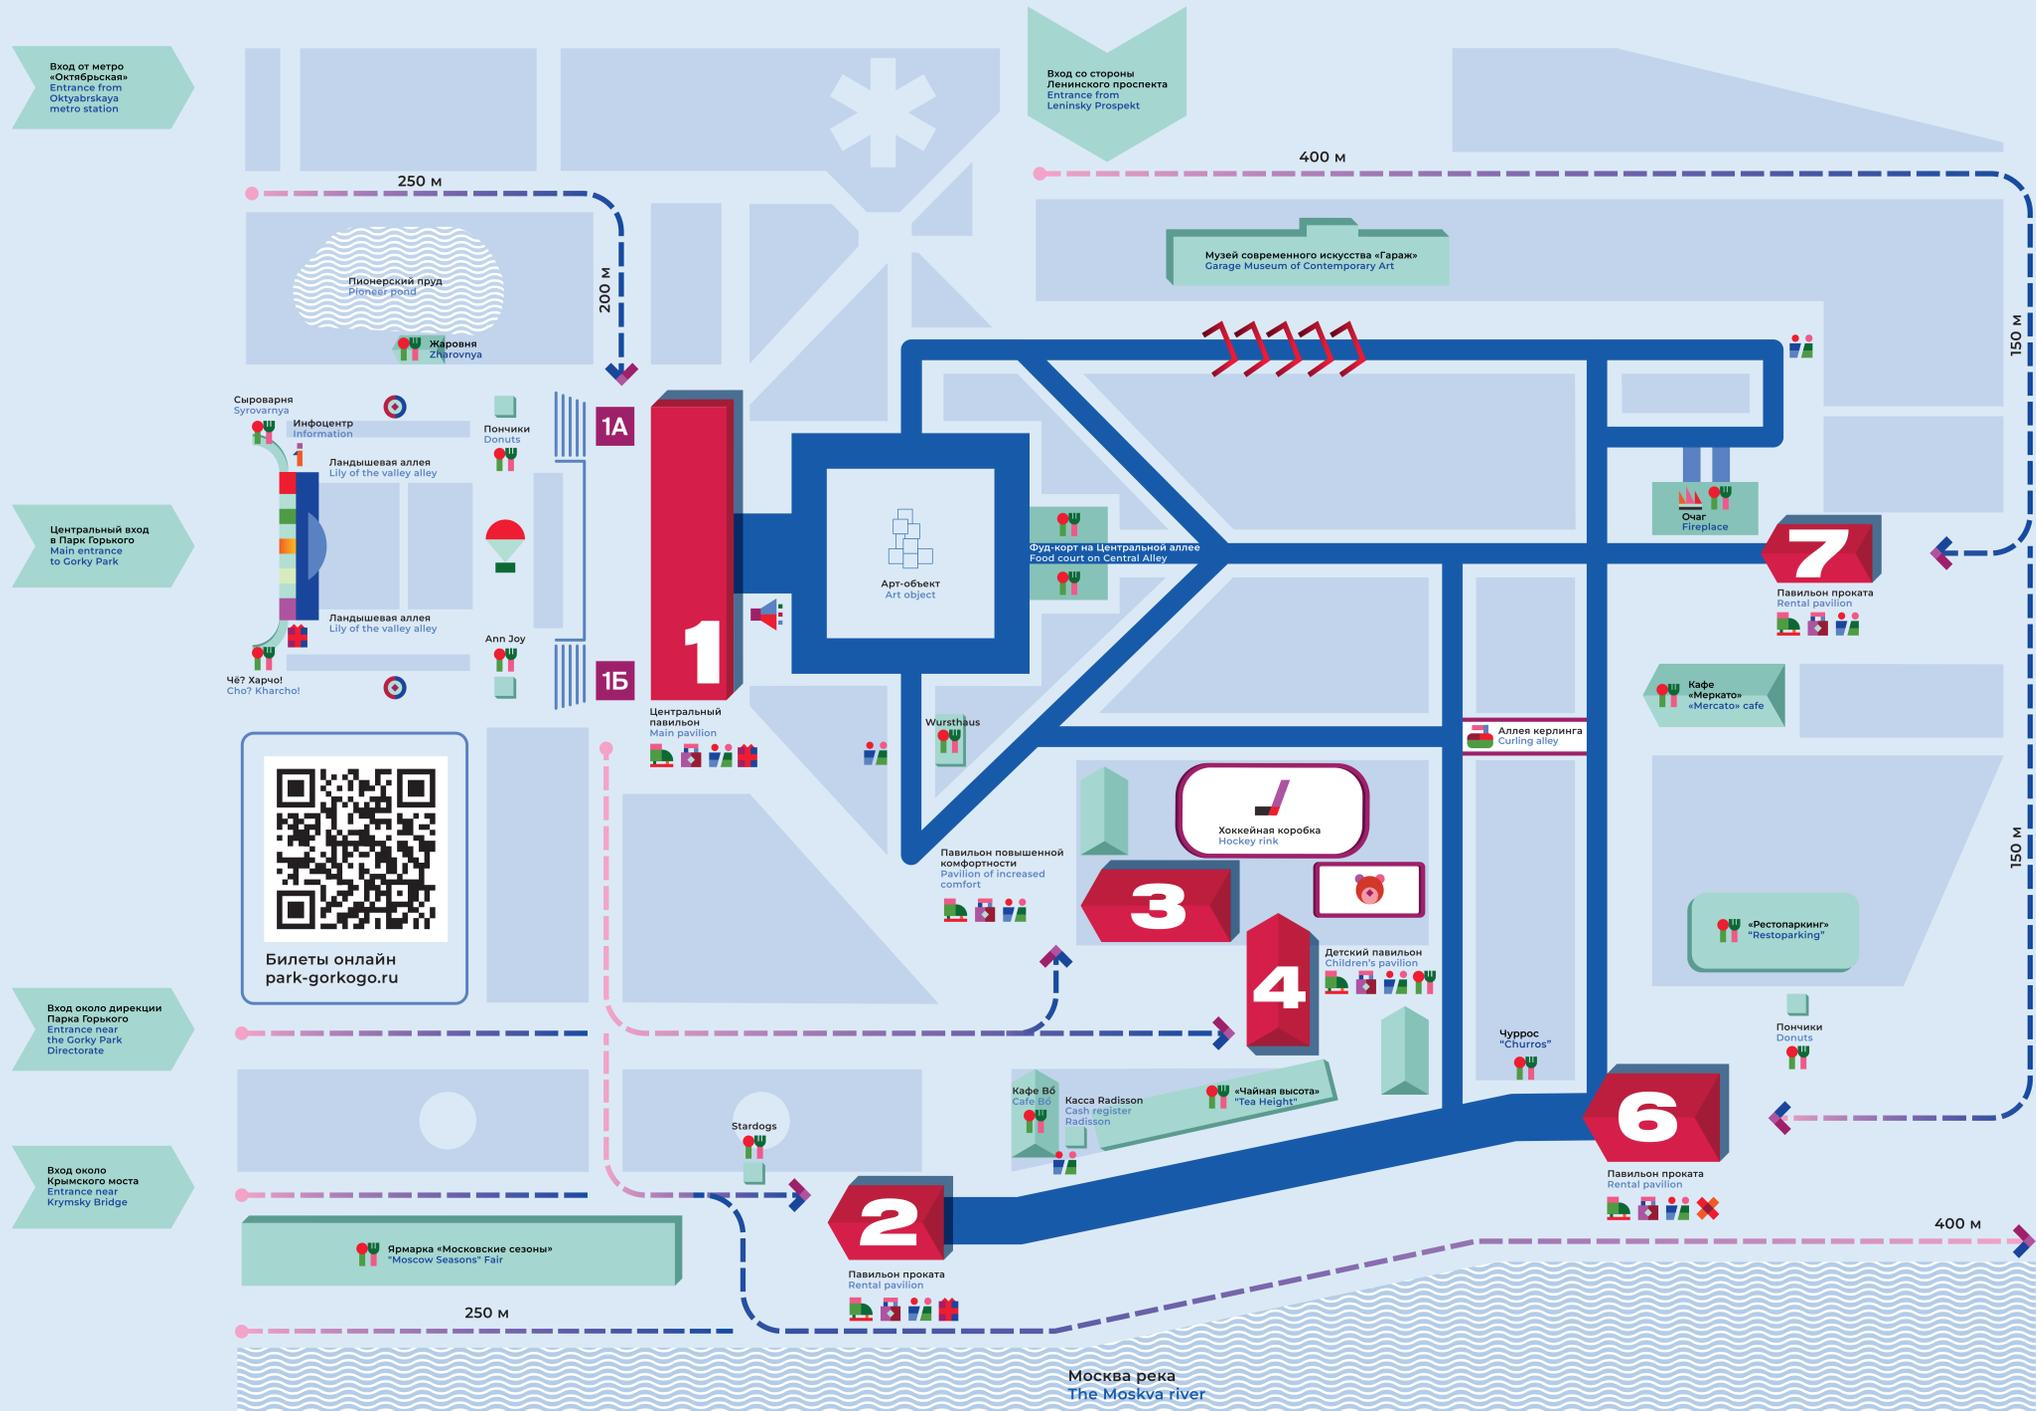 Вход от метро
«Октябрьская»
Entrance from
Oktyabrskaya
metro station
Вход со стороны
Ленинского проспекта
Entrance from
Leninsky Prospekt
400 м
250 м
200 м
150 м
Музей современного искусства «Гараж»
Garage Museum of Contemporary Art
Пионерский пруд
Pioneer pond
Жаровня
Zharovnya
Сыроварня
Syrovarnya
Инфоцентр
Information
Ландышевая аллея
Lily of the valley alley
Пончики
Donuts
1А
Центральный вход
в Парк Горького
Main entrance
to Gorky Park
Фуд-корт на Центральной аллее
Food court on Central Alley
Арт-объект
Art object
Очаг
Fireplace
7
Павильон проката
Rental pavilion
Ландышевая аллея
Lily of the valley alley
Ann Joy
1Б
1
Чё? Харчо!
Cho? Kharcho!
Центральный
павильон
Main pavilion
Wursthaus
Кафе
«Меркато»
«Mercato» cafe
Аллея керлинга
Curling alley
Хоккейная коробка
Hockey rink
150 м
Павильон повышенной
комфортности
Pavilion of increased
comfort
3
4
Детский павильон
Children's pavilion
«Рестопаркинг»
“Restoparking”
Билеты онлайн
park-gorkogo.ru
Вход около дирекции
Парка Горького
Entrance near
the Gorky Park
Directorate
Пончики
Donuts
Чуррос
“Churros”
Кафе Bố
Cafe Bố
Касса Radisson
Cash register
Radisson
«Чайная высота»
"Tea Height"
6
Павильон проката
Rental pavilion
Stardogs
Вход около
Крымского моста
Entrance near
Krymsky Bridge
2
Павильон проката
Rental pavilion
Ярмарка «Московские сезоны»
"Moscow Seasons" Fair
400 м
250 м
Москва река
The Moskva river